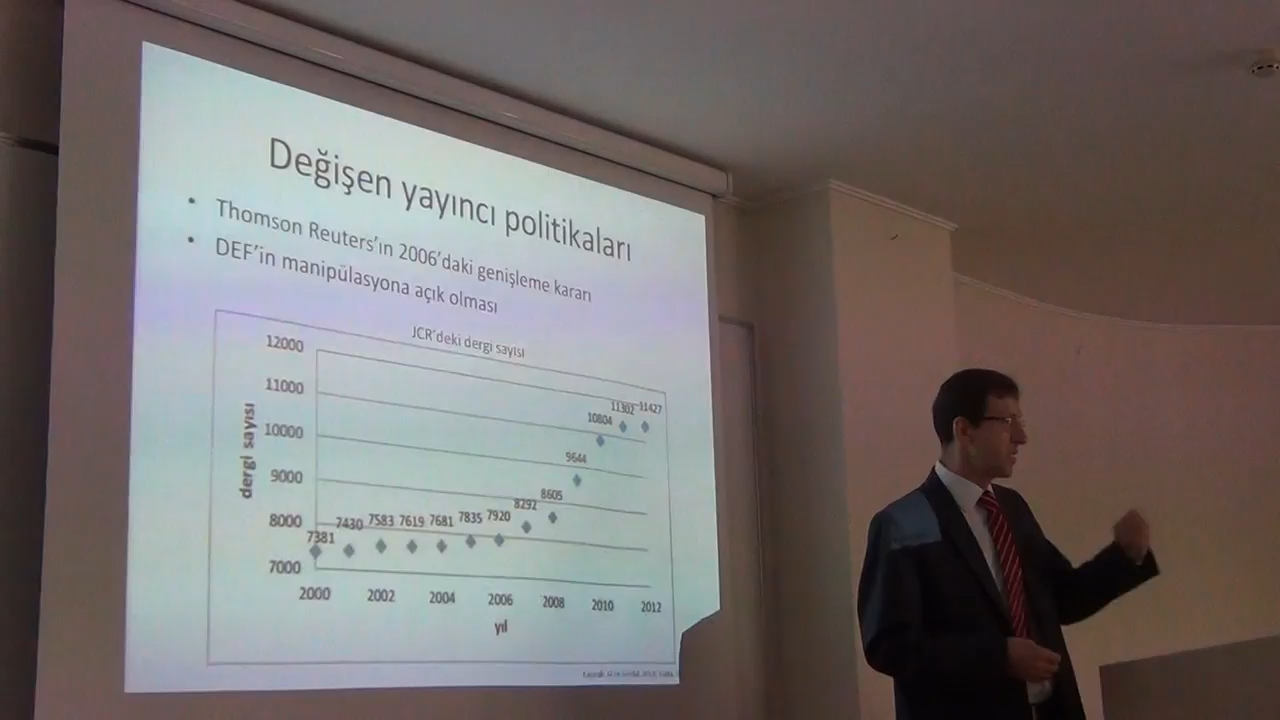 Değişen yayıncı politikaları
• Thomson Reuters'ın 2006'daki genişleme kararı
• DEF'in manipülasyona açık olması
JCR'deki dergi sayısı
12000
11000
10000
9000
8000
7000
dergi sayısı
7381
7430
7583
7619
7681
7835
7920
8292
8605
9644
10804
11302
11427
2000 2002 2004 2006 2008 2010 2012
yıl